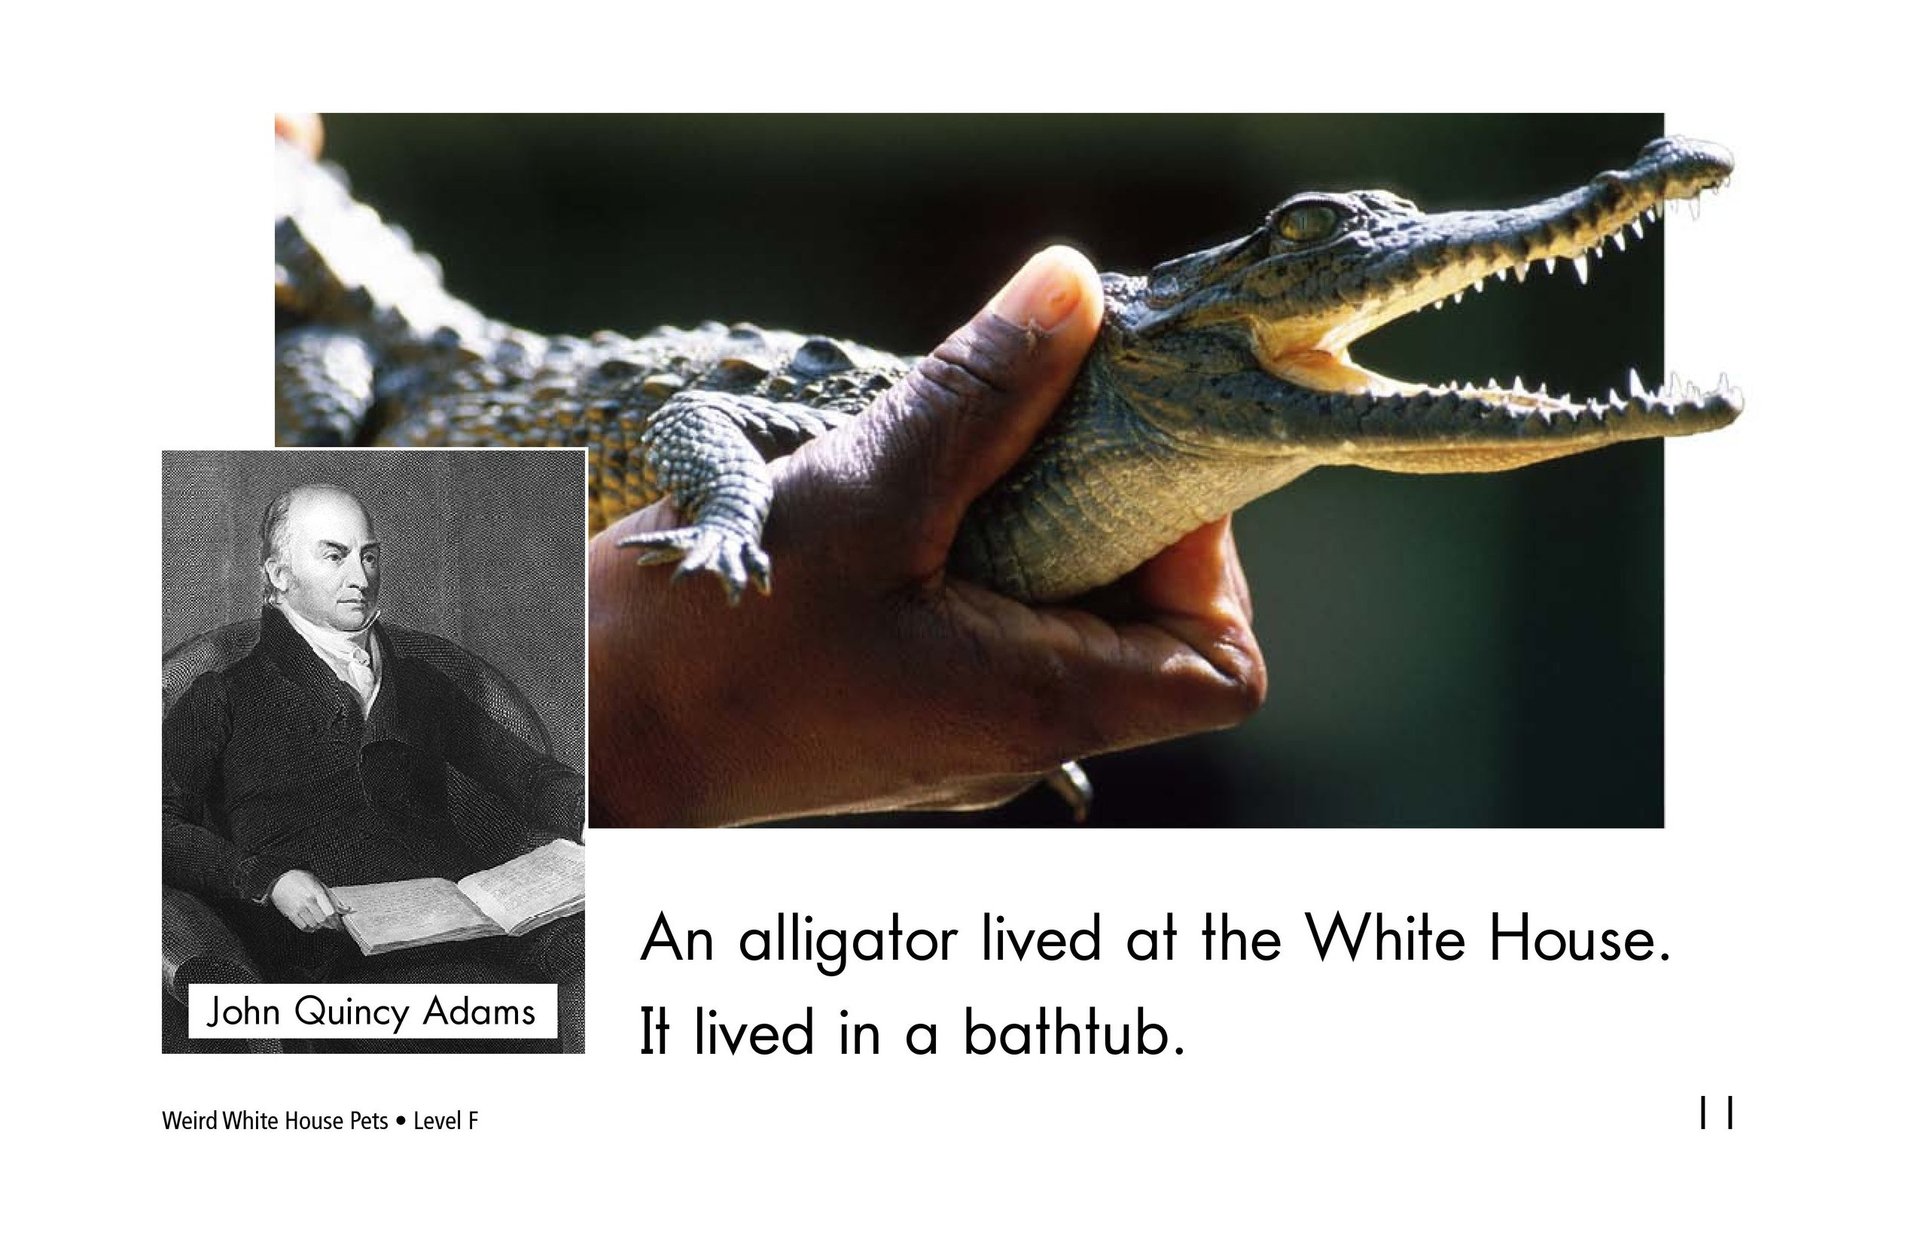 An alligator lived at the White House.
It lived in a bathtub.
John Quincy Adams
Weird White House Pets • Level F
11